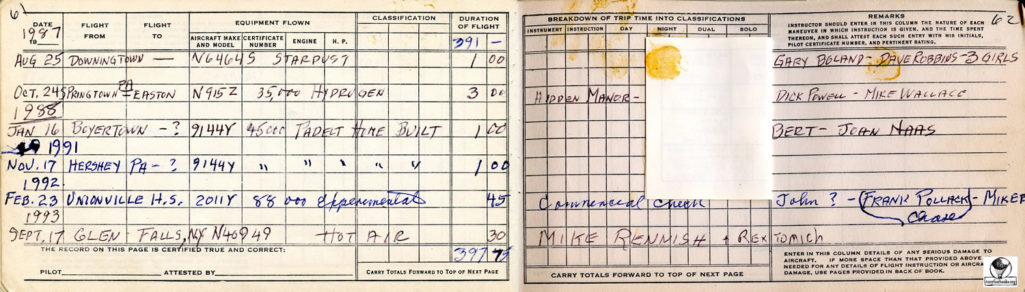 61
1987
DATE
TO
FLIGHT FROM
FLIGHT TO
EQUIPMENT FLOWN
AIRCRAFT MAKE AND MODEL
CERTIFICATE NUMBER
ENGINE
H. P.
CLASSIFICATION
DURATION OF FLIGHT
391 —
AUG 25 DOWNINGTOWN — N6464S STARDUST 1 00
OCT. 24 EASTON N915Z 35,000 HYDROGEN 3 00
PA
1988
JAN 16 BOYERTOWN - ? 9144Y 45000 HOME BUILT 1 00
1991
NOV. 17 HERSHEY PA - ? 9144Y " " " " 1 00
1992
FEB. 23 UNIONVILLE H.S. 2011Y 88 000 Experimental 45
1993
SEPT. 17 GLEN FALLS, NY N46949 HOT AIR 30
THE RECORD ON THIS PAGE IS CERTIFIED TRUE AND CORRECT:
397 75
PILOT ATTESTED BY
CARRY TOTALS FORWARD TO TOP OF NEXT PAGE
BREAKDOWN OF TRIP TIME INTO CLASSIFICATIONS
INSTRUMENT INSTRUCTION DAY NIGHT DUAL SOLO
REMARKS
62
INSTRUCTOR SHOULD ENTER IN THIS COLUMN THE NATURE OF EACH
MANEUVER IN WHICH INSTRUCTION IS GIVEN, AND THE TIME SPENT
THEREON, AND SHALL ATTEST EACH SUCH ENTRY WITH HIS INITIALS,
PILOT CERTIFICATE NUMBER, AND PERTINENT RATING.
GARY BOLAND - DAVE ROBBINS - 3 GIRLS
HIDDEN MANOR - DICK POWELL - MIKE WALLACE
BERT - JOAN HAAS
Commercial check John ? - FRANK POLLACK - MIKE
Chase
MIKE RENNISH + REX TOMICH
CARRY TOTALS FORWARD TO TOP OF NEXT PAGE
ENTER IN THIS COLUMN DETAILS OF ANY SERIOUS DAMAGE TO
AIRCRAFT. IF MORE SPACE THAN THAT PROVIDED ABOVE
NEEDED FOR ANY DETAILS OF FLIGHT INSTRUCTION OR AIRCRA
DAMAGE, USE PAGES PROVIDED IN BACK OF BOOK.